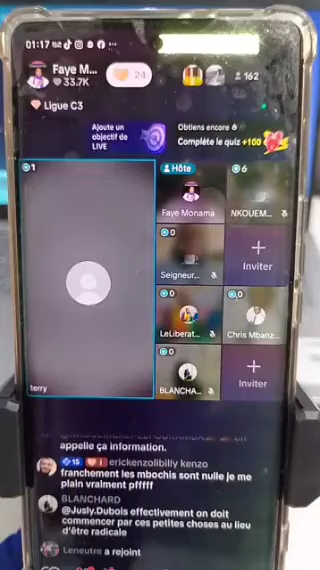 01:17
Faye M...
33.7K
24
162
Ligue C3
Ajoute un
objectif de
LIVE
Obtiens encore 6
Complète le quiz +100
1
Hôte
Faye Monama
6
NKOUEM...
0
Seigneur...
Inviter
0
LeLiberat...
0
Chris Mbanz...
0
BLANCHA...
Inviter
terry
appelle ça information.
15 erickenzolibilly kenzo
franchement les mbochis sont nulle je me
plain vraiment pfffff
BLANCHARD
@Jusly.Dubois effectivement on doit
commencer par ces petites choses au lieu
d'être radicale
Leneutre a rejoint